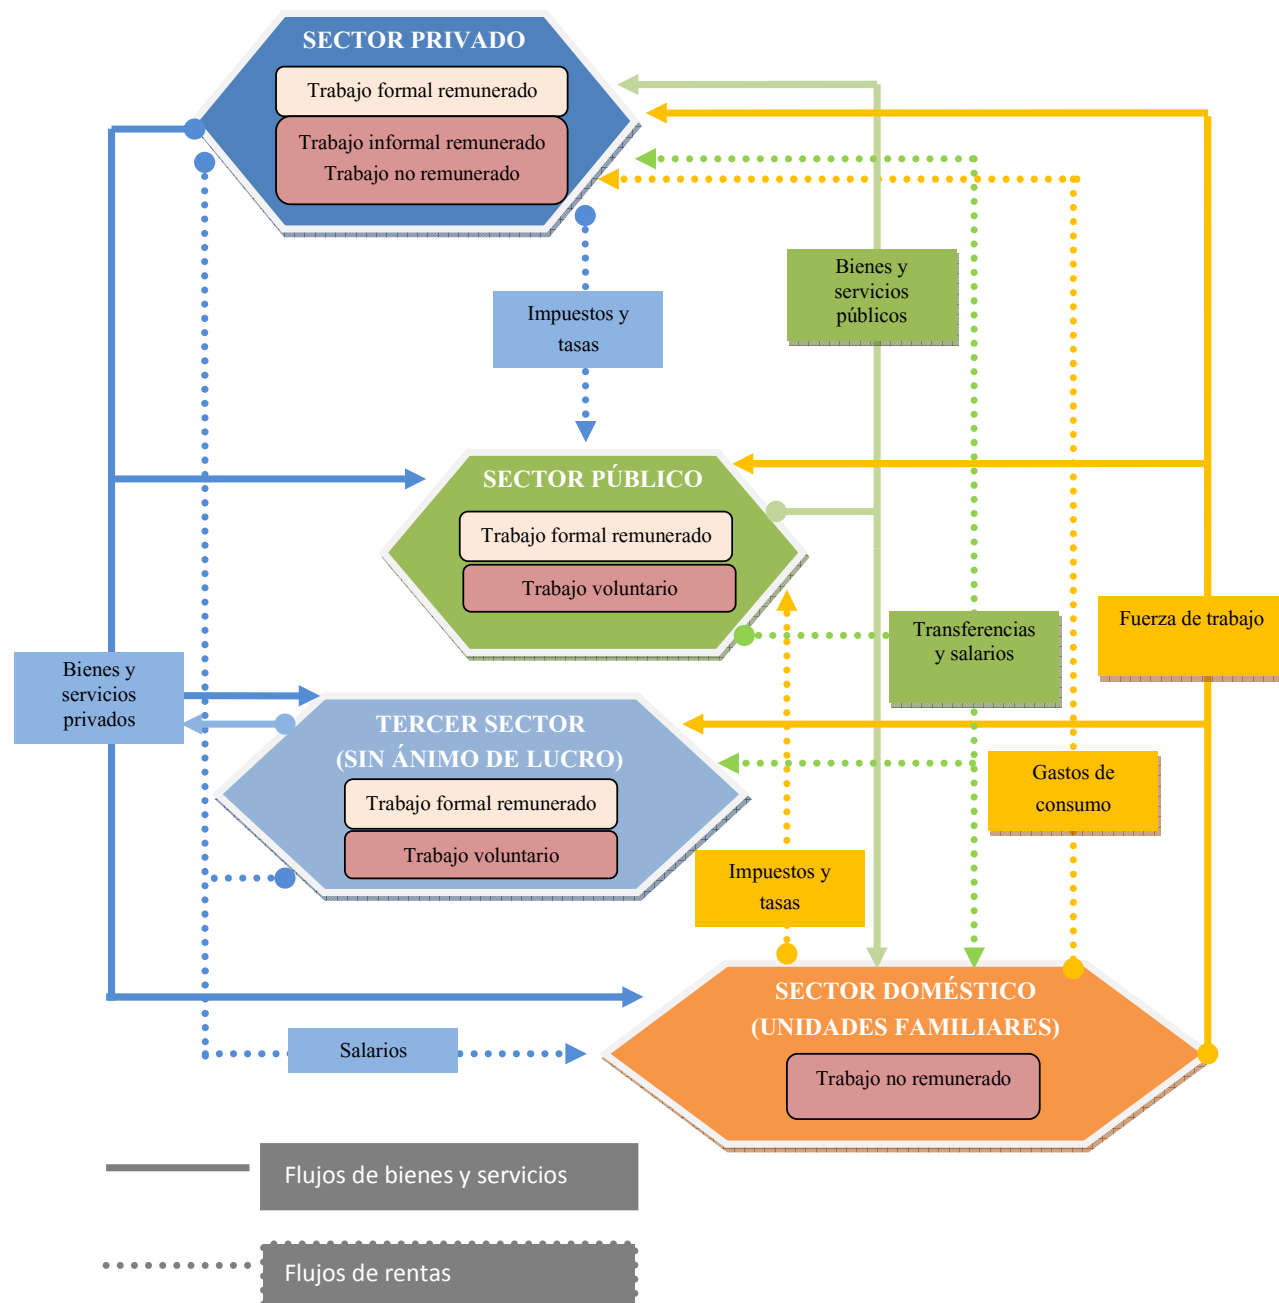 SECTOR PRIVADO
Trabajo formal remunerado
Trabajo informal remunerado
Trabajo no remunerado
Bienes y
servicios
públicos
Impuestos y
tasas
SECTOR PÚBLICO
Trabajo formal remunerado
Trabajo voluntario
Fuerza de trabajo
Transferencias
y salarios
Bienes y
servicios
privados
TERCER SECTOR
(SIN ÁNIMO DE LUCRO)
Trabajo formal remunerado
Trabajo voluntario
Gastos de
consumo
Impuestos y
tasas
SECTOR DOMÉSTICO
(UNIDADES FAMILIARES)
Trabajo no remunerado
Salarios
Flujos de bienes y servicios
Flujos de rentas